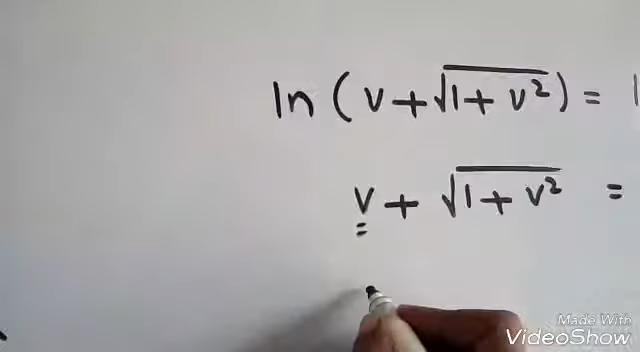 ln (v + √1 + v²) = l
v + √1 + v² =
=
Made With
VideoShow